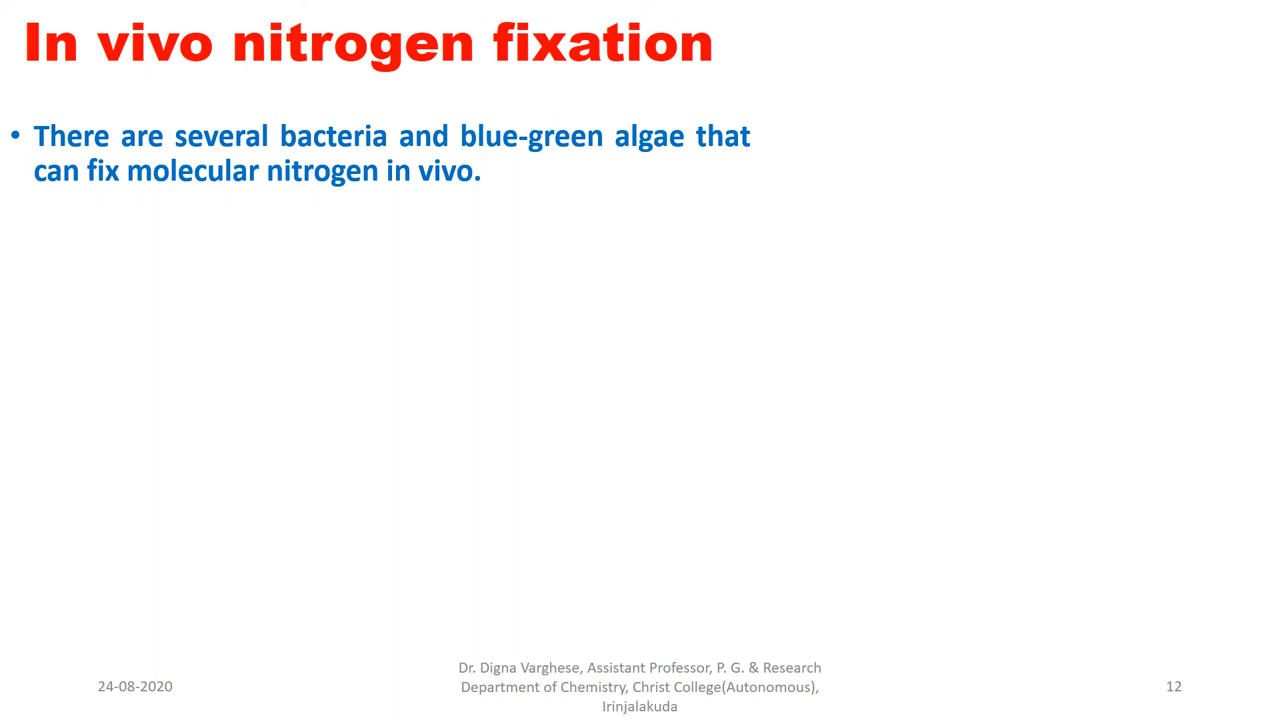 In vivo nitrogen fixation
• There are several bacteria and blue-green algae that
can fix molecular nitrogen in vivo.
24-08-2020
Dr. Digna Varghese, Assistant Professor, P. G. & Research
Department of Chemistry, Christ College(Autonomous),
Irinjalakuda
12